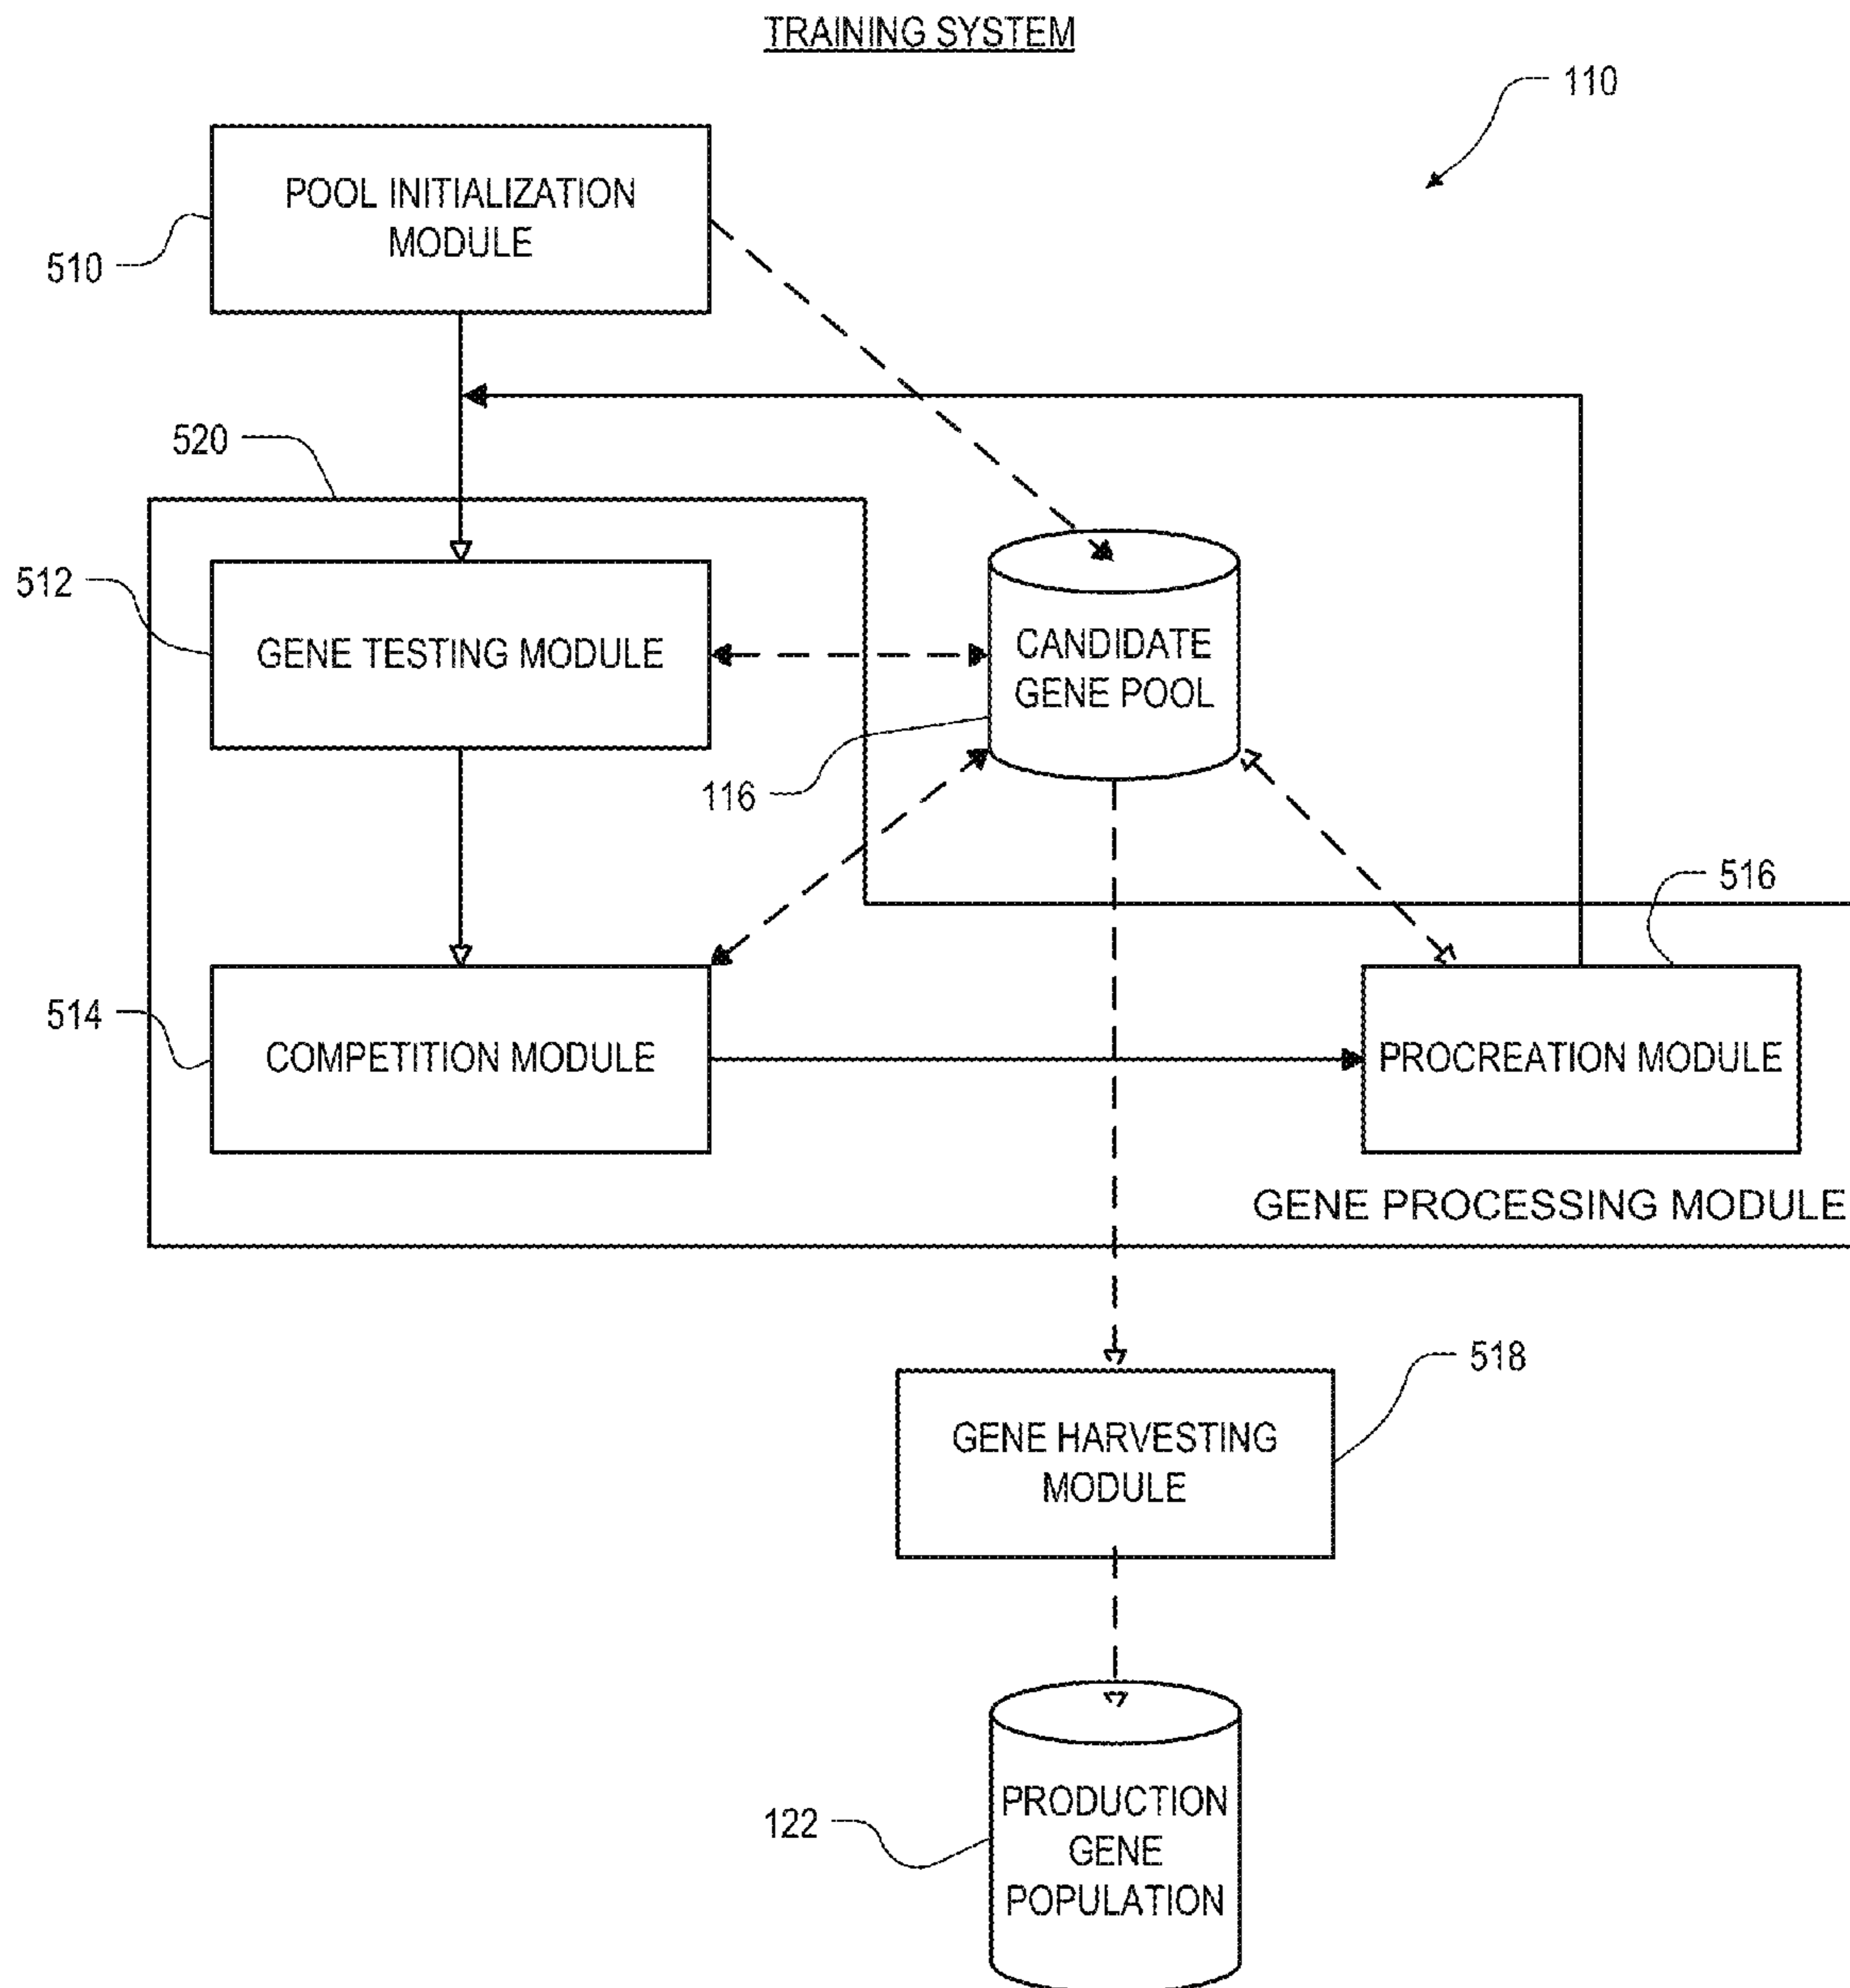 TRAINING SYSTEM
110
POOL INITIALIZATION
MODULE
510
520
512
GENE TESTING MODULE
CANDIDATE
GENE POOL
116
516
514
COMPETITION MODULE
PROCREATION MODULE
GENE PROCESSING MODULE
518
GENE HARVESTING
MODULE
122
PRODUCTION
GENE
POPULATION